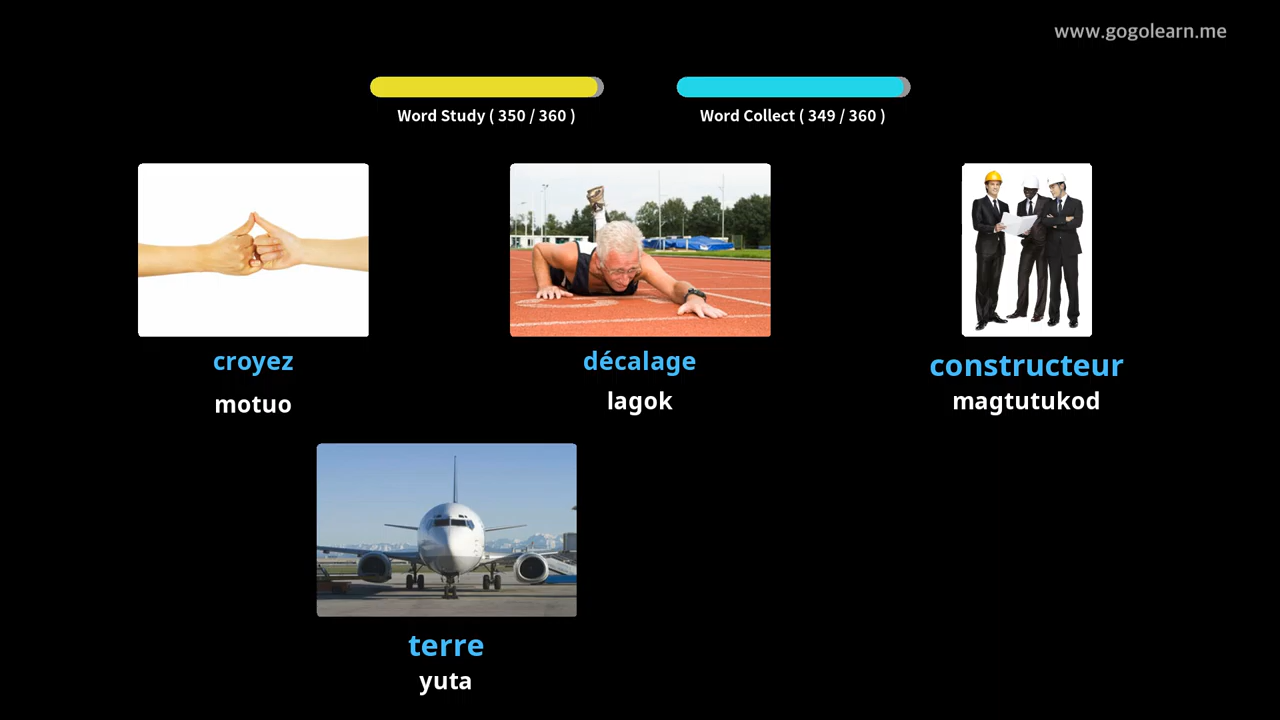 www.gogolearn.me
Word Study ( 350 / 360 )
Word Collect ( 349 / 360 )
croyez
motuo
décalage
lagok
constructeur
magtutukod
terre
yuta